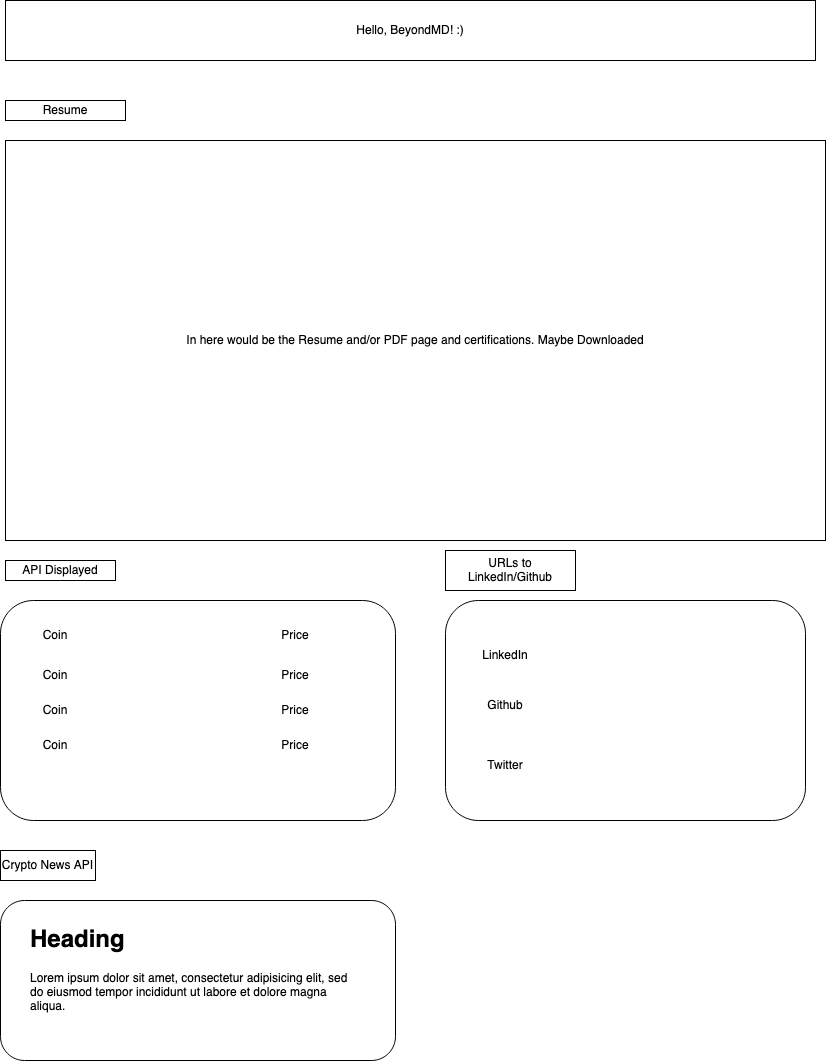 Hello, BeyondMD! :)
Resume
In here would be the Resume and/or PDF page and certifications. Maybe Downloaded
API Displayed
URLs to
LinkedIn/Github
Coin Price
Coin Price
Coin Price
Coin Price
LinkedIn
Github
Twitter
Crypto News API
Heading
Lorem ipsum dolor sit amet, consectetur adipisicing elit, sed
do eiusmod tempor incididunt ut labore et dolore magna
aliqua.